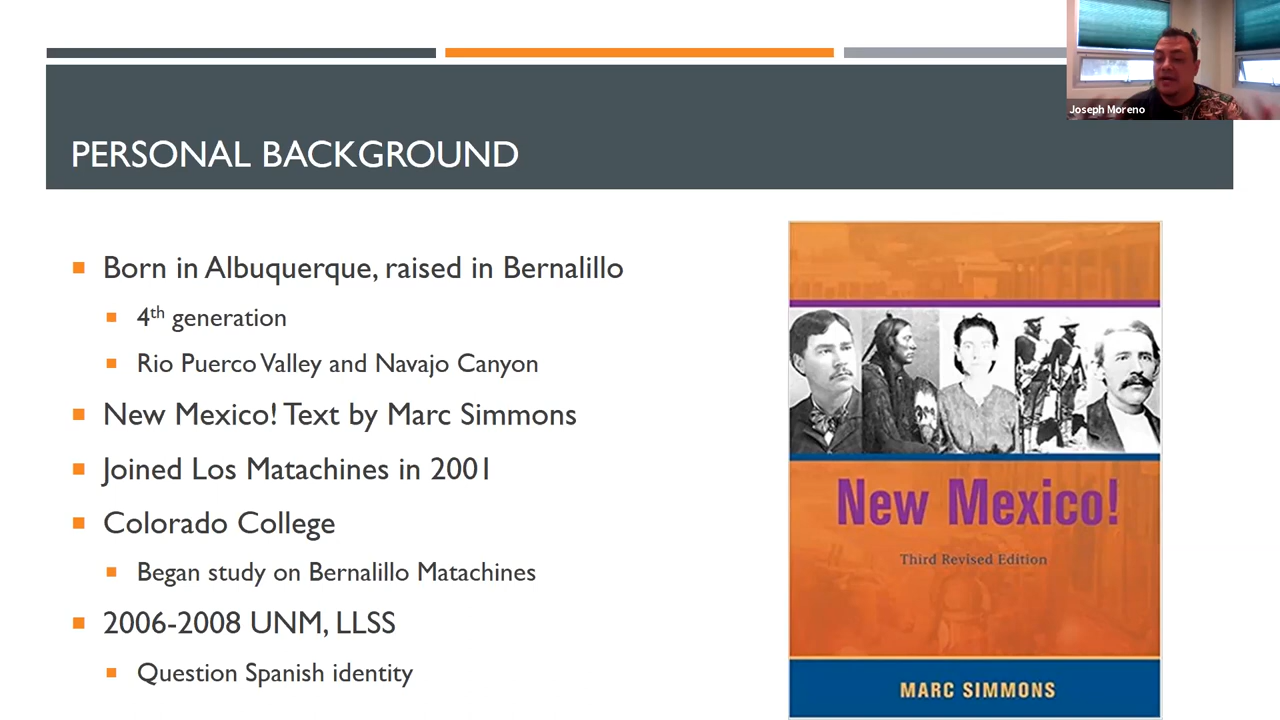 Joseph Moreno
PERSONAL BACKGROUND
Born in Albuquerque, raised in Bernalillo
4th generation
Rio Puerco Valley and Navajo Canyon
New Mexico! Text by Marc Simmons
Joined Los Matachines in 2001
Colorado College
Began study on Bernalillo Matachines
2006-2008 UNM, LLSS
Question Spanish identity
New Mexico!
Third Revised Edition
MARC SIMMONS